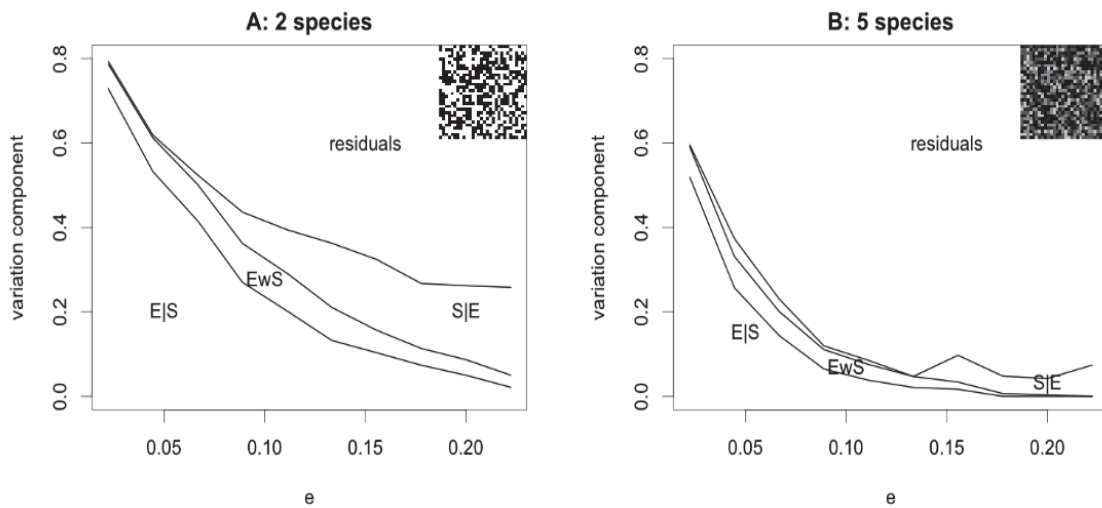 A: 2 species
variation component
0.0
0.2
0.4
0.6
0.8
residuals
EwS
E|S
S|E
0.05
0.10
0.15
0.20
e
B: 5 species
variation component
0.0
0.2
0.4
0.6
0.8
residuals
E|S
EwS
S|E
0.05
0.10
0.15
0.20
e